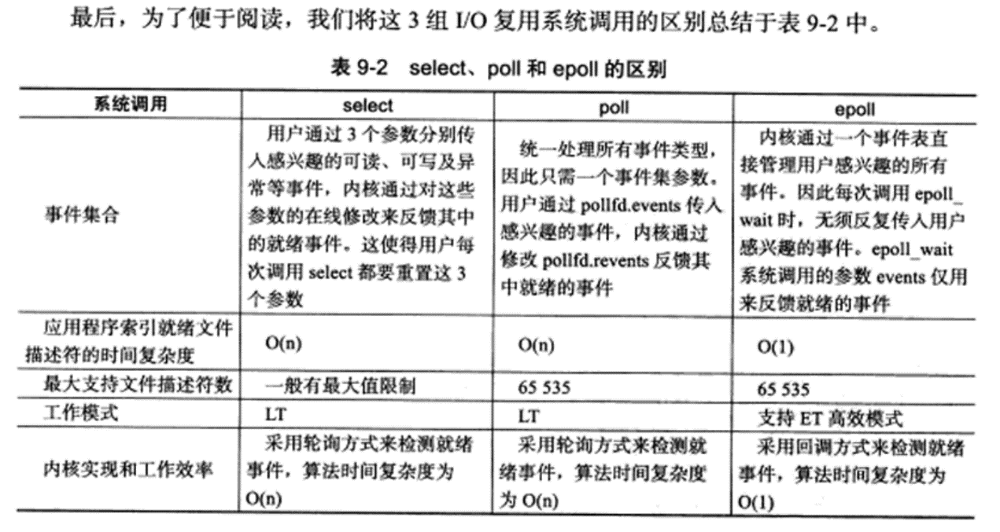 最后，为了便于阅读，我们将这 3 组 I/O 复用系统调用的区别总结于表 9-2 中。
表 9-2 select、poll 和 epoll 的区别
系统调用
select
poll
epoll
事件集合
用户通过 3 个参数分别传
入感兴趣的可读、可写及异
常等事件，内核通过对这些
参数的在线修改来反馈其中
的就绪事件。这使得用户每
次调用 select 都要重置这 3
个参数
统一处理所有事件类型，
因此只需一个事件集参数。
用户通过 pollfd.events 传入
感兴趣的事件，内核通过
修改 pollfd.revents 反馈其
中就绪的事件
内核通过一个事件表直
接管理用户感兴趣的所有
事件。因此每次调用 epoll_
wait 时，无须反复传入用户
感兴趣的事件。epoll_wait
系统调用的参数 events 仅用
来反馈就绪的事件
应用程序索引就绪文件
描述符的时间复杂度
O(n)
O(n)
O(1)
最大支持文件描述符数
一般有最大值限制
65 535
65 535
工作模式
LT
LT
支持 ET 高效模式
内核实现和工作效率
采用轮询方式来检测就绪
事件，算法时间复杂度为
O(n)
采用轮询方式来检测就
绪事件，算法时间复杂度
为 O(n)
采用回调方式来检测就绪
事件，算法时间复杂度为
O(1)